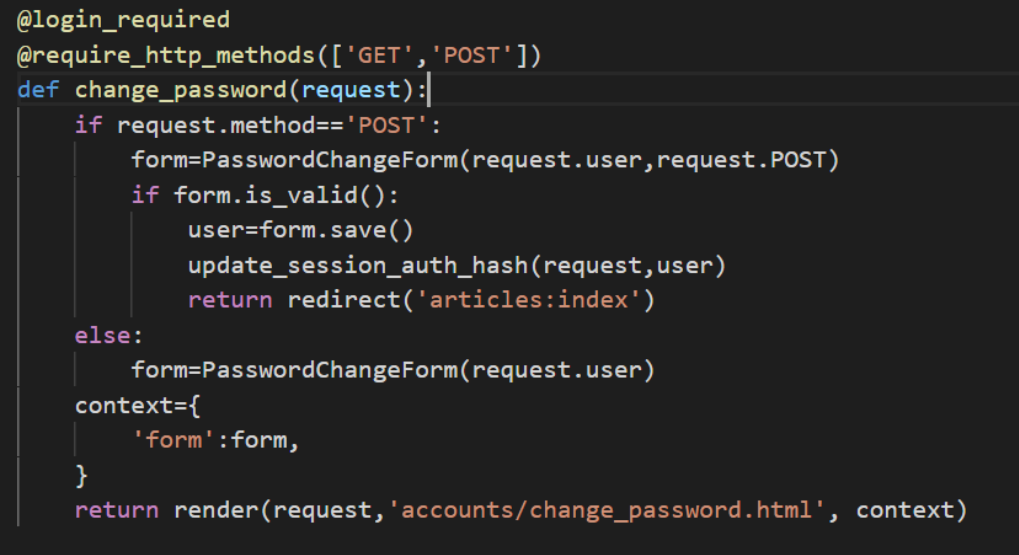 @login_required
@require_http_methods(['GET','POST'])
def change_password(request):
    if request.method=='POST':
        form=PasswordChangeForm(request.user,request.POST)
        if form.is_valid():
            user=form.save()
            update_session_auth_hash(request,user)
            return redirect('articles:index')
    else:
        form=PasswordChangeForm(request.user)
    context={
        'form':form,
    }
    return render(request,'accounts/change_password.html', context)